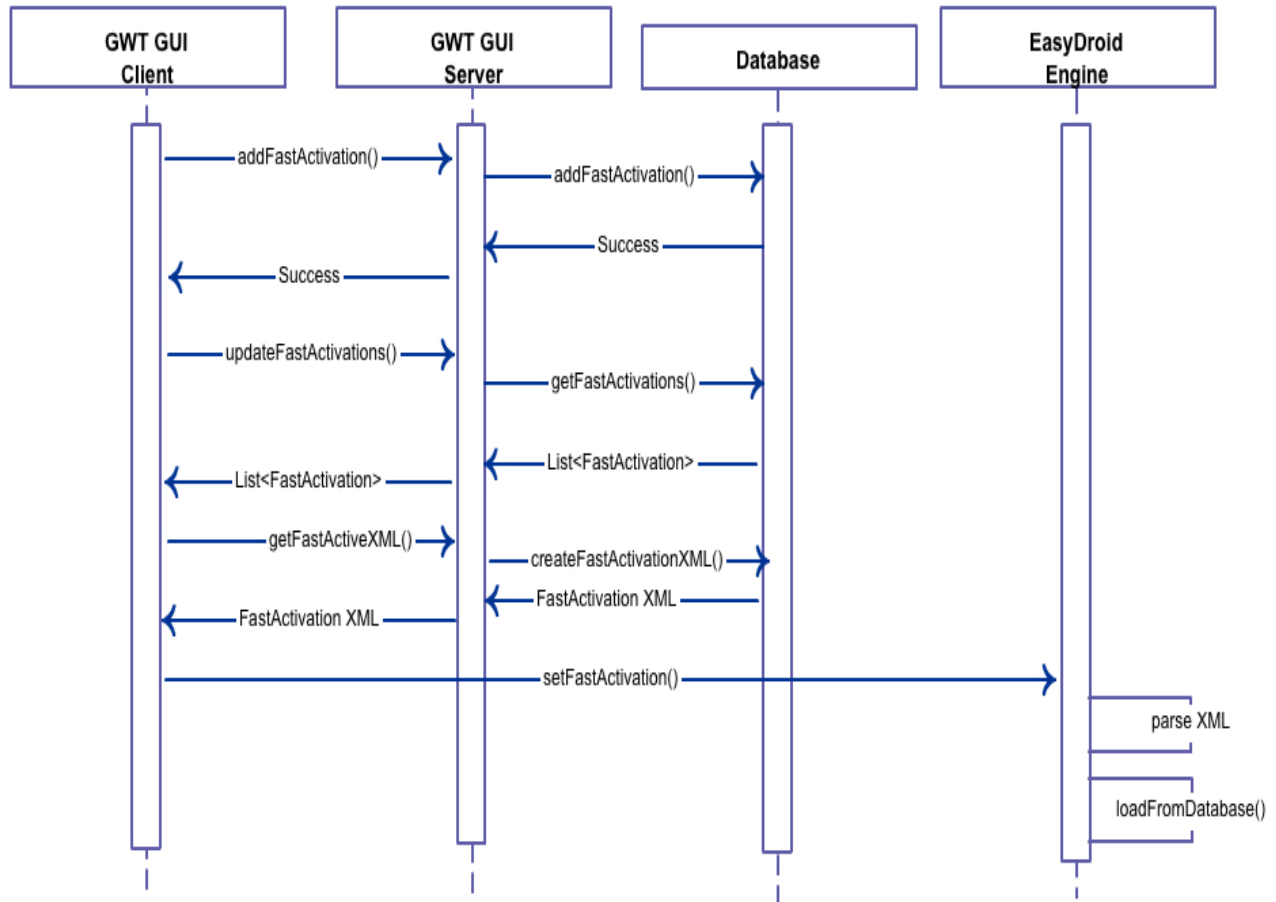 GWT GUI
Client
GWT GUI
Server
Database
EasyDroid
Engine
addFastActivation()
addFastActivation()
Success
Success
updateFastActivations()
getFastActivations()
List<FastActivation>
List<FastActivation>
getFastActiveXML()
createFastActivationXML()
FastActivation XML
FastActivation XML
setFastActivation()
parse XML
loadFromDatabase()